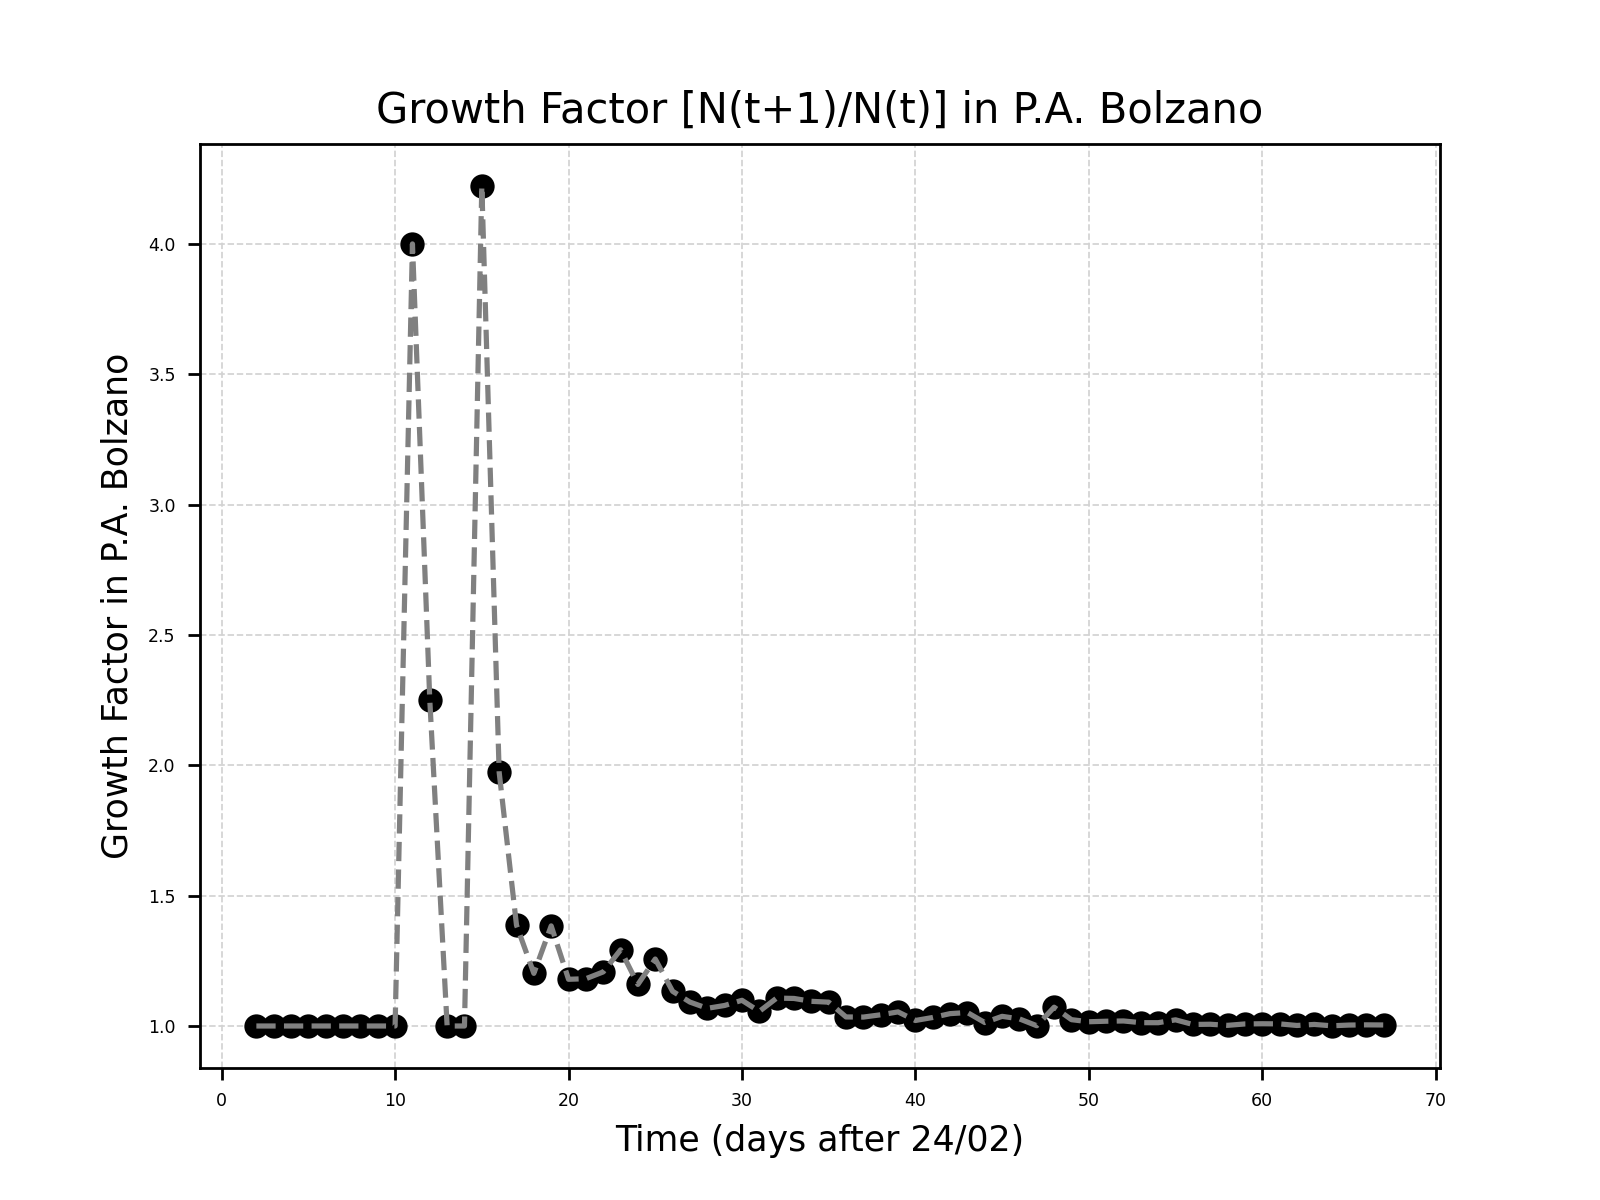 Growth Factor [N(t+1)/N(t)] in P.A. Bolzano
Growth Factor in P.A. Bolzano
4.0
3.5
3.0
2.5
2.0
1.5
1.0
0 10 20 30 40 50 60 70
Time (days after 24/02)